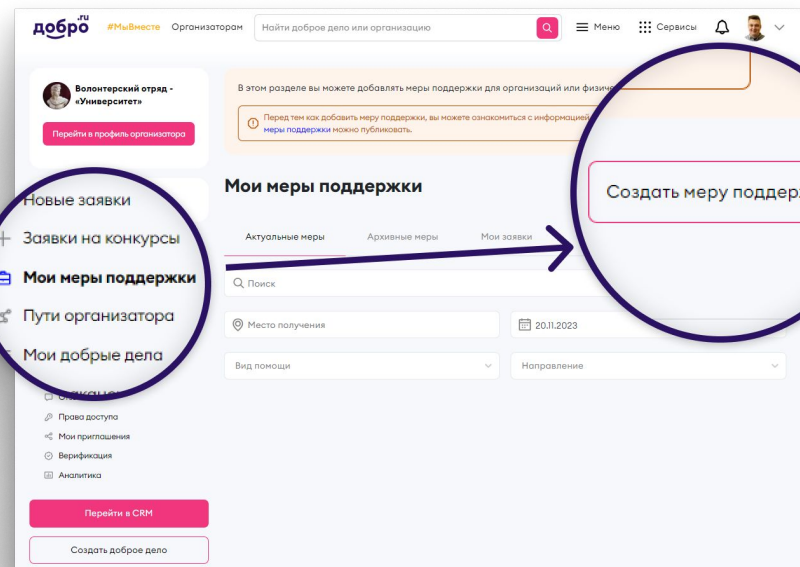 добро.ru
#МыВместе
Организаторам
Найти доброе дело или организацию
Меню
Сервисы
Волонтерский отряд -
«Университет»
Перейти в профиль организатора
В этом разделе вы можете добавлять меры поддержки для организаций или физиче
Перед тем как добавить меру поддержки, вы можете ознакомиться с информацией
меры поддержки можно публиковать.
Новые заявки
Заявки на конкурсы
Мои меры поддержки
Пути организатора
Мои добрые дела
Права доступа
Мои приглашения
Верификация
Аналитика
Перейти в CRM
Создать доброе дело
Мои меры поддержки
Создать меру поддер
Актуальные меры
Архивные меры
Мои заявки
Поиск
Место получения
20.11.2023
Вид помощи
Направление